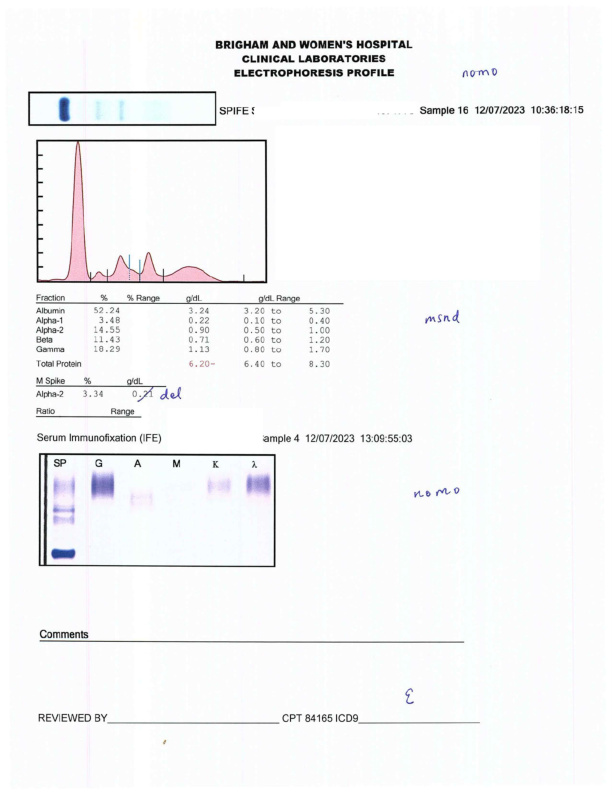 BRIGHAM AND WOMEN'S HOSPITAL
CLINICAL LABORATORIES
ELECTROPHORESIS PROFILE
nomo
SPIFE Sample 16 12/07/2023 10:36:18:15
Fraction % % Range g/dL g/dL Range
Albumin 52.24 3.24 3.20 to 5.30
Alpha-1 3.48 0.22 0.10 to 0.40
Alpha-2 14.55 0.90 0.50 to 1.00
Beta 11.43 0.71 0.60 to 1.20
Gamma 18.29 1.13 0.80 to 1.70
msnd
Total Protein 6.20- 6.40 to 8.30
M Spike % g/dL
Alpha-2 3.34 0.21 del
Ratio Range
Serum Immunofixation (IFE) ample 4 12/07/2023 13:09:55:03
SP G A M K λ
nomo
Comments
REVIEWED BY CPT 84165 ICD9